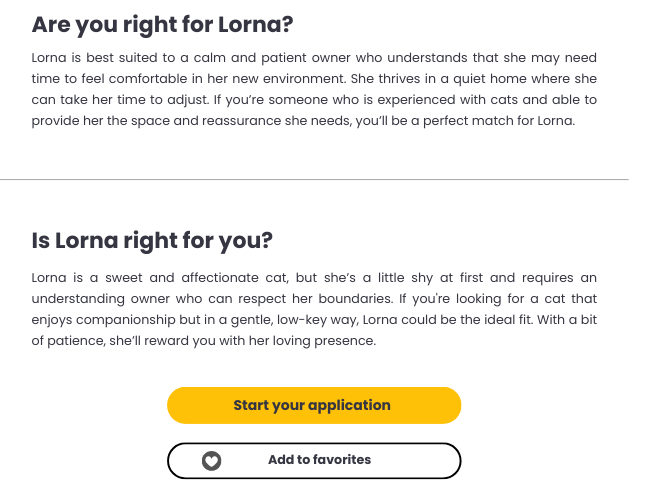 Are you right for Lorna?
Lorna is best suited to a calm and patient owner who understands that she may need
time to feel comfortable in her new environment. She thrives in a quiet home where she
can take her time to adjust. If you’re someone who is experienced with cats and able to
provide her the space and reassurance she needs, you’ll be a perfect match for Lorna.
Is Lorna right for you?
Lorna is a sweet and affectionate cat, but she’s a little shy at first and requires an
understanding owner who can respect her boundaries. If you're looking for a cat that
enjoys companionship but in a gentle, low-key way, Lorna could be the ideal fit. With a bit
of patience, she’ll reward you with her loving presence.
Start your application
Add to favorites